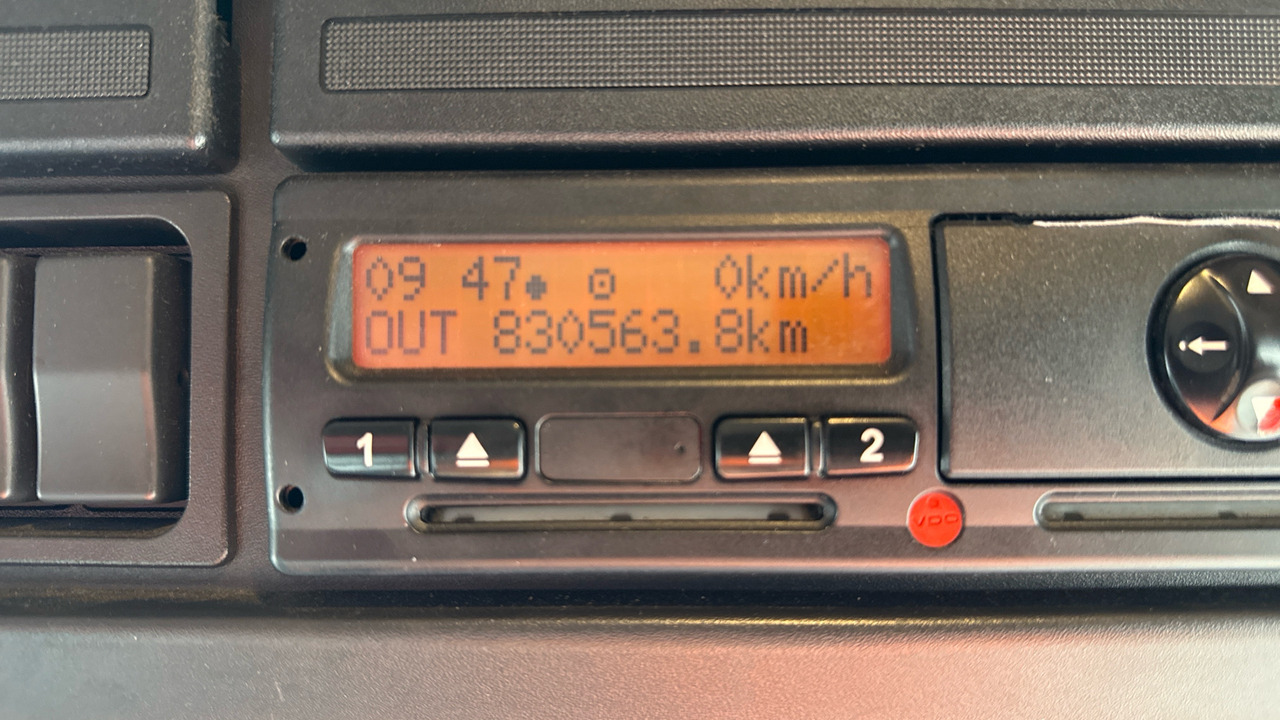 09 47● ⊙ 0km/h
OUT 830563.8km
1 2
VDO